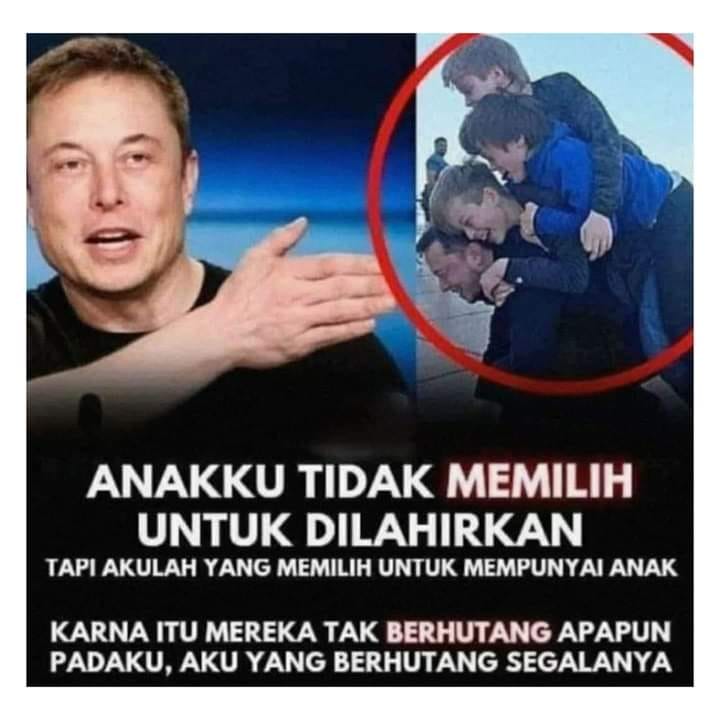 ANAKKU TIDAK MEMILIH
UNTUK DILAHIRKAN
TAPI AKULAH YANG MEMILIH UNTUK MEMPUNYAI ANAK
KARNA ITU MEREKA TAK BERHUTANG APAPUN
PADAKU, AKU YANG BERHUTANG SEGALANYA